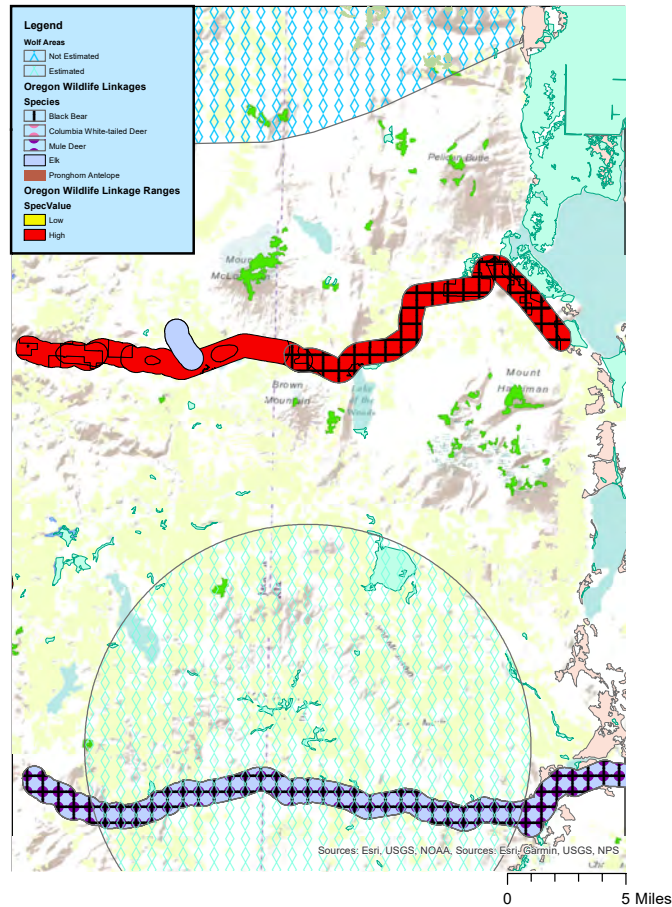 Legend
Wolf Areas
Not Estimated
Estimated
Oregon Wildlife Linkages
Species
Black Bear
Columbia White-tailed Deer
Mule Deer
Elk
Pronghorn Antelope
Oregon Wildlife Linkage Ranges
SpecValue
Low
High
Pelican Butte
Mount
Brown
Mountain
Lake
of the
Woods
Mount
Sources: Esri, USGS, NOAA, Sources: Esri, Garmin, USGS, NPS
0 5 Miles